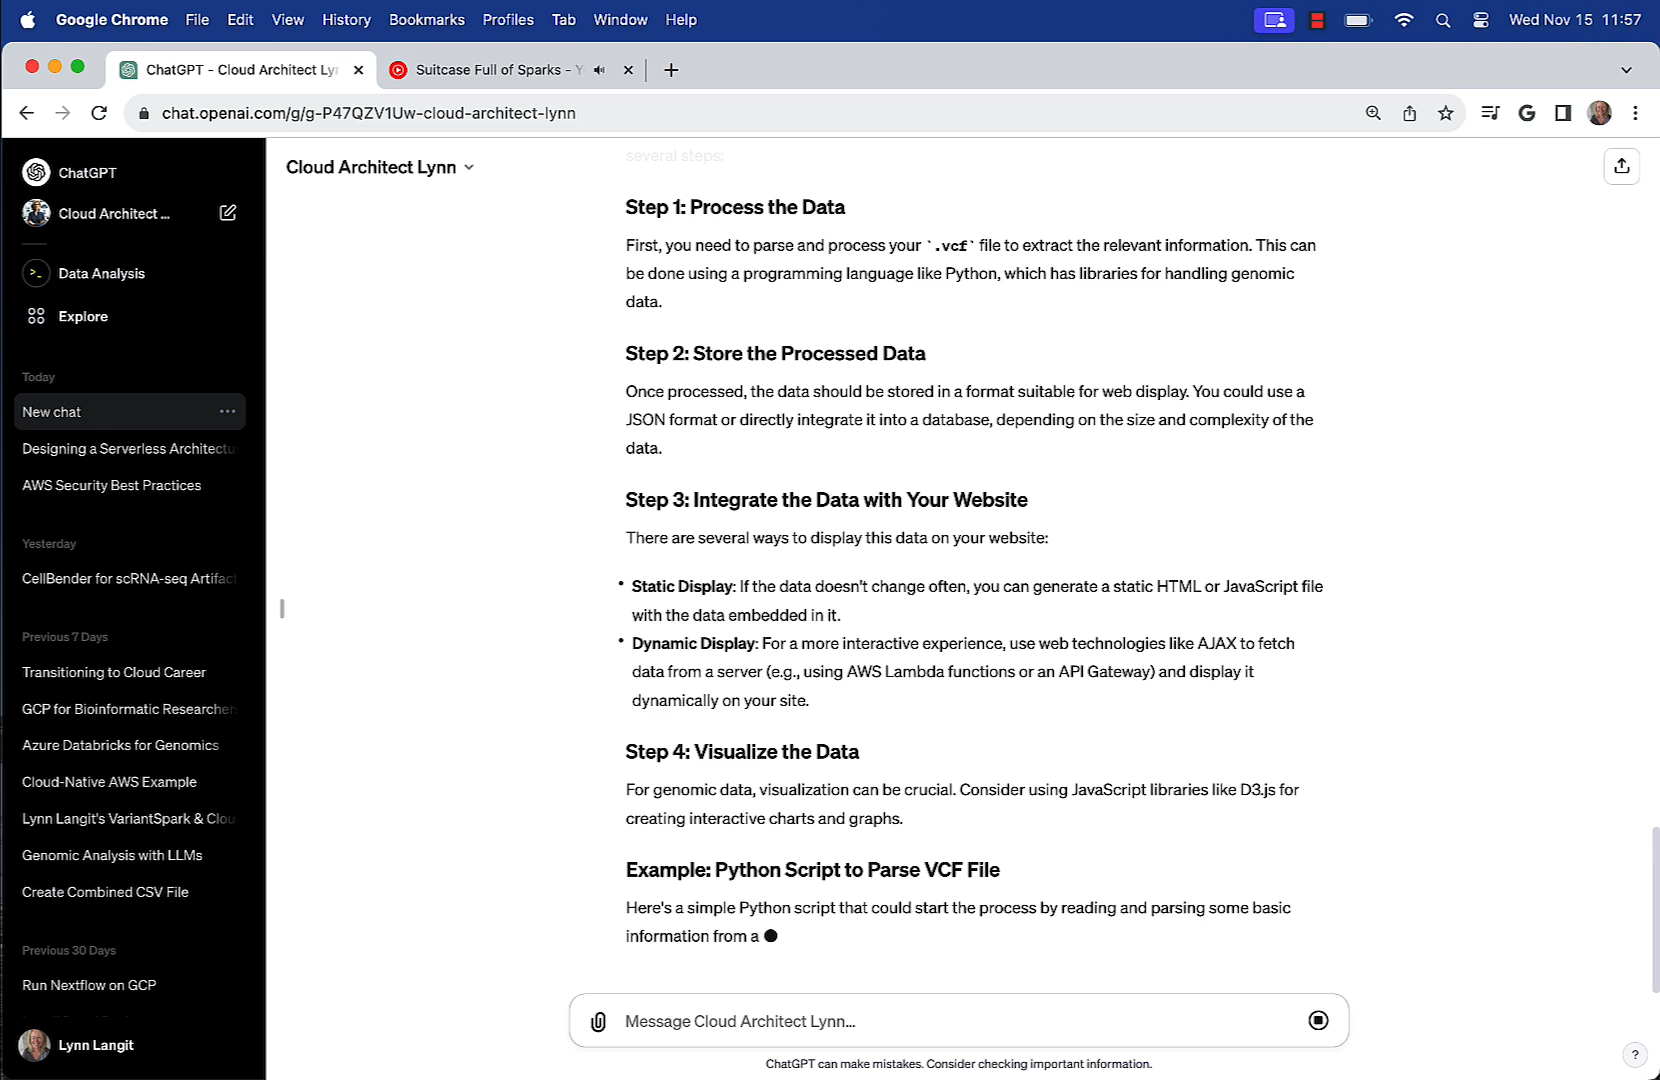 Google Chrome File Edit View History Bookmarks Profiles Tab Window Help Wed Nov 15 11:57
ChatGPT - Cloud Architect Lyn
Suitcase Full of Sparks - Y
chat.openai.com/g/g-P47QZV1Uw-cloud-architect-lynn
ChatGPT
Cloud Architect ...
Data Analysis
Explore
Today
New chat
Designing a Serverless Architectu
AWS Security Best Practices
Yesterday
CellBender for scRNA-seq Artifac
Previous 7 Days
Transitioning to Cloud Career
GCP for Bioinformatic Researcher
Azure Databricks for Genomics
Cloud-Native AWS Example
Lynn Langit's VariantSpark & Clou
Genomic Analysis with LLMs
Create Combined CSV File
Previous 30 Days
Run Nextflow on GCP
Lynn Langit
Cloud Architect Lynn
several steps:
Step 1: Process the Data
First, you need to parse and process your `.vcf` file to extract the relevant information. This can
be done using a programming language like Python, which has libraries for handling genomic
data.
Step 2: Store the Processed Data
Once processed, the data should be stored in a format suitable for web display. You could use a
JSON format or directly integrate it into a database, depending on the size and complexity of the
data.
Step 3: Integrate the Data with Your Website
There are several ways to display this data on your website:
• Static Display: If the data doesn't change often, you can generate a static HTML or JavaScript file
with the data embedded in it.
• Dynamic Display: For a more interactive experience, use web technologies like AJAX to fetch
data from a server (e.g., using AWS Lambda functions or an API Gateway) and display it
dynamically on your site.
Step 4: Visualize the Data
For genomic data, visualization can be crucial. Consider using JavaScript libraries like D3.js for
creating interactive charts and graphs.
Example: Python Script to Parse VCF File
Here's a simple Python script that could start the process by reading and parsing some basic
information from a
Message Cloud Architect Lynn...
ChatGPT can make mistakes. Consider checking important information.
?